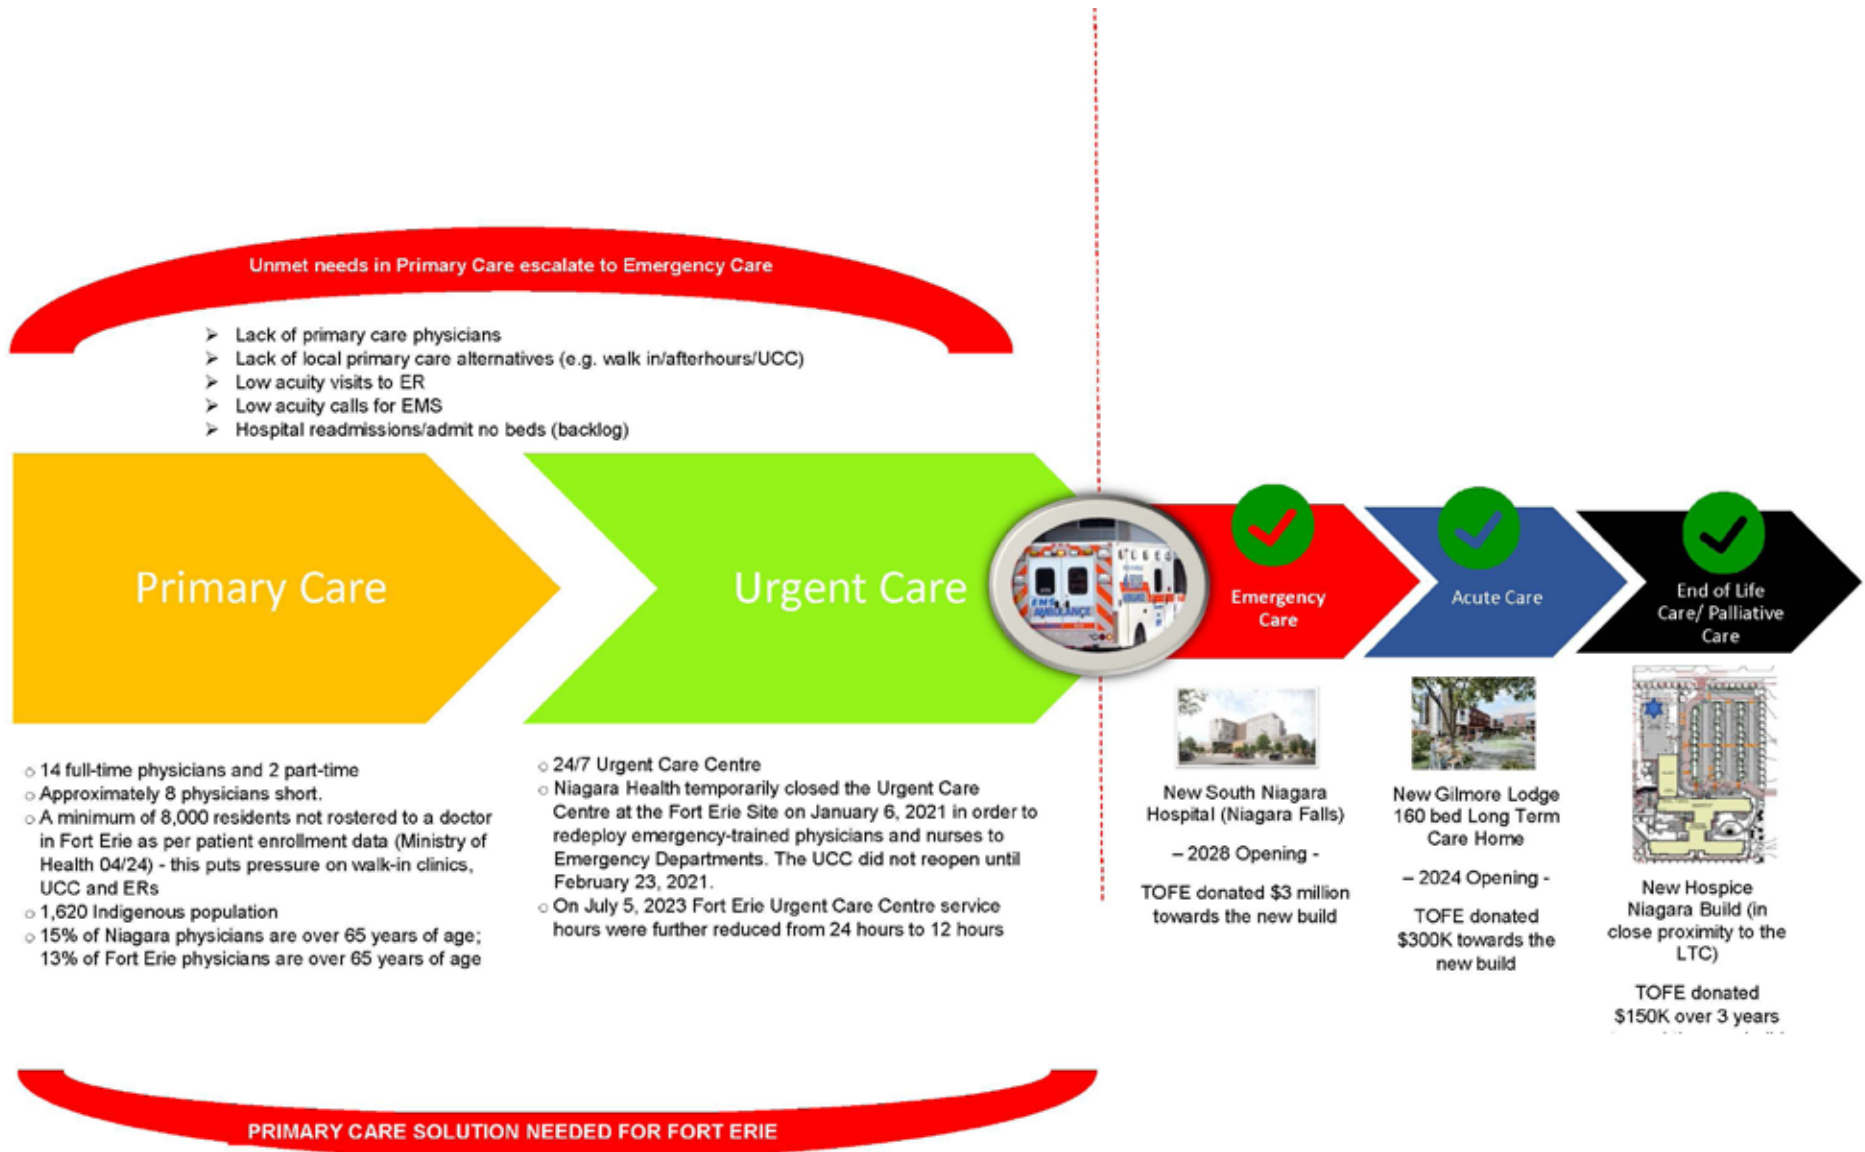 Unmet needs in Primary Care escalate to Emergency Care
➢ Lack of primary care physicians
➢ Lack of local primary care alternatives (e.g. walk in/afterhours/UCC)
➢ Low acuity visits to ER
➢ Low acuity calls for EMS
➢ Hospital readmissions/admit no beds (backlog)
Primary Care
Urgent Care
EMS
AMBULANCE
Emergency
Care
Acute Care
End of Life
Care/ Palliative
Care
○ 14 full-time physicians and 2 part-time
○ Approximately 8 physicians short.
○ A minimum of 8,000 residents not rostered to a doctor
in Fort Erie as per patient enrollment data (Ministry of
Health 04/24) - this puts pressure on walk-in clinics,
UCC and ERs
○ 1,620 Indigenous population
○ 15% of Niagara physicians are over 65 years of age;
13% of Fort Erie physicians are over 65 years of age
○ 24/7 Urgent Care Centre
○ Niagara Health temporarily closed the Urgent Care
Centre at the Fort Erie Site on January 6, 2021 in order to
redeploy emergency-trained physicians and nurses to
Emergency Departments. The UCC did not reopen until
February 23, 2021.
○ On July 5, 2023 Fort Erie Urgent Care Centre service
hours were further reduced from 24 hours to 12 hours
New South Niagara
Hospital (Niagara Falls)
– 2028 Opening -
TOFE donated $3 million
towards the new build
New Gilmore Lodge
160 bed Long Term
Care Home
– 2024 Opening -
TOFE donated
$300K towards the
new build
New Hospice
Niagara Build (in
close proximity to the
LTC)
TOFE donated
$150K over 3 years
PRIMARY CARE SOLUTION NEEDED FOR FORT ERIE